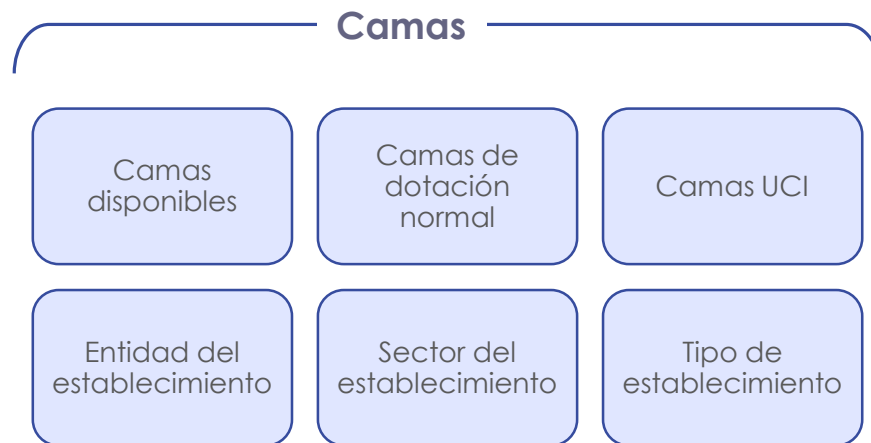 Camas
Camas
disponibles
Camas de
dotación
normal
Camas UCI
Entidad del
establecimiento
Sector del
establecimiento
Tipo de
establecimiento